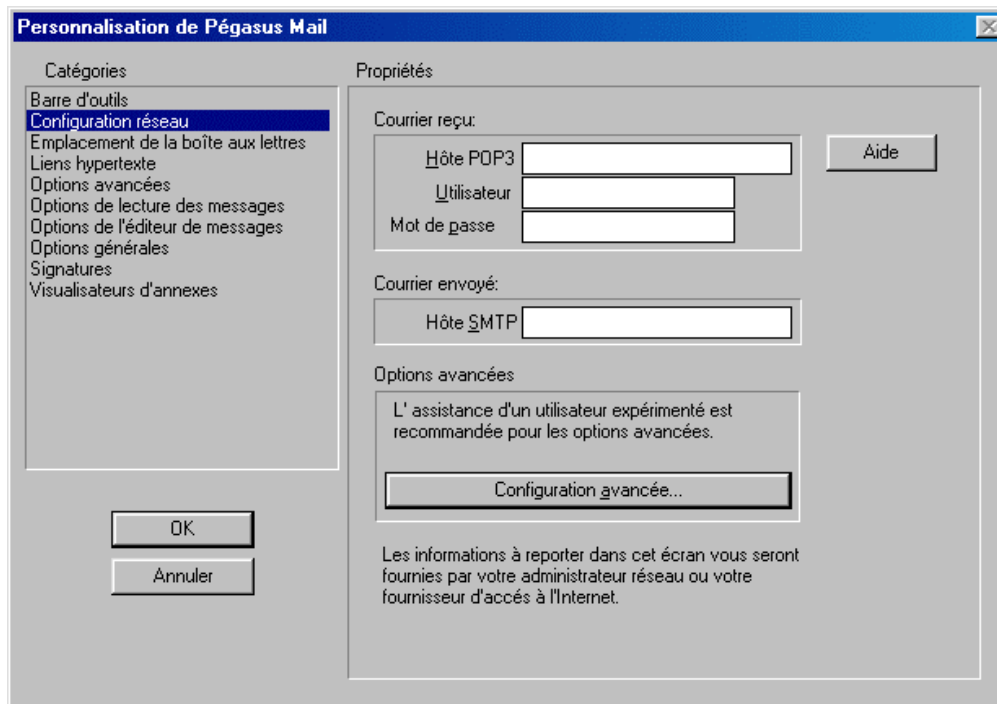 Personnalisation de Pégasus Mail
Catégories
Barre d'outils
Configuration réseau
Emplacement de la boîte aux lettres
Liens hypertexte
Options avancées
Options de lecture des messages
Options de l'éditeur de messages
Options générales
Signatures
Visualisateurs d'annexes
OK
Annuler
Propriétés
Courrier reçu:
Hôte POP3
Utilisateur
Mot de passe
Aide
Courrier envoyé:
Hôte SMTP
Options avancées
L' assistance d'un utilisateur expérimenté est
recommandée pour les options avancées.
Configuration avancée...
Les informations à reporter dans cet écran vous seront
fournies par votre administrateur réseau ou votre
fournisseur d'accés à l'Internet.